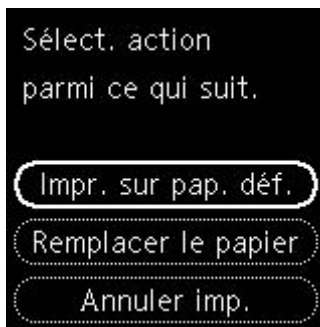 Sélect. action
parmi ce qui suit.
Impr. sur pap. déf.
Remplacer le papier
Annuler imp.